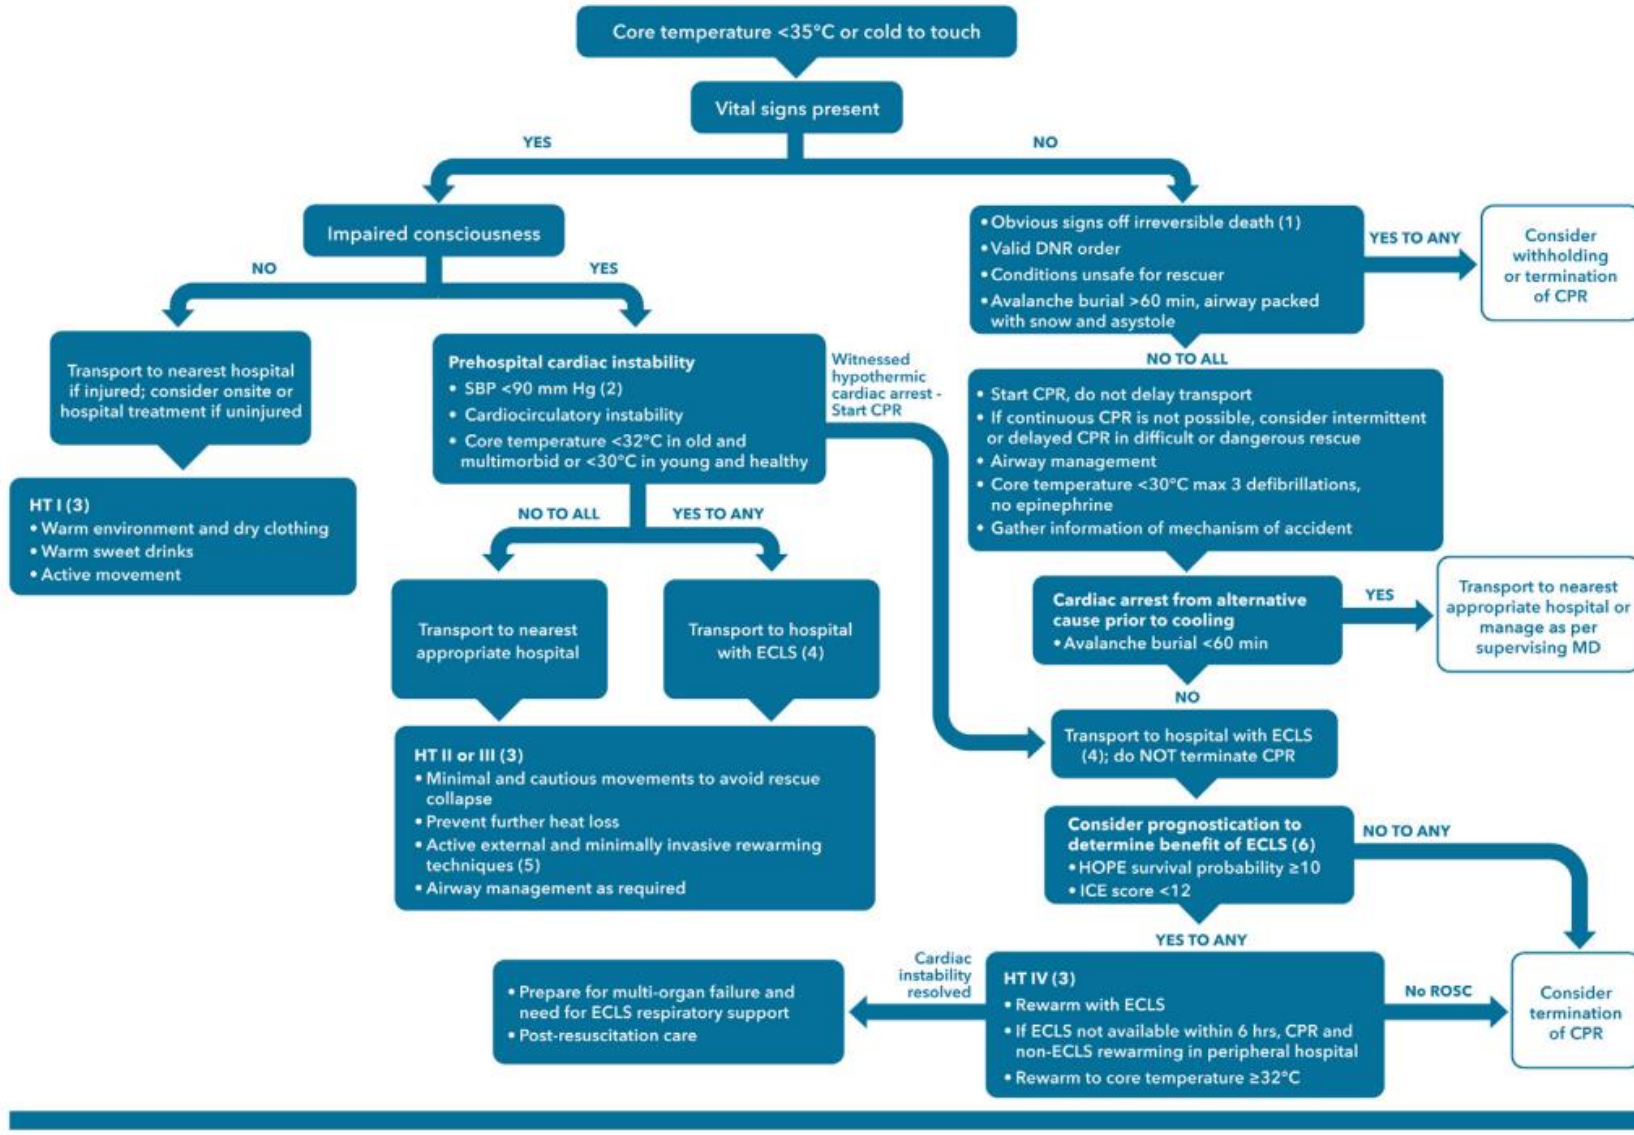 Core temperature <35°C or cold to touch
Vital signs present
YES
NO
Impaired consciousness
NO
YES
• Obvious signs off irreversible death (1)
• Valid DNR order
• Conditions unsafe for rescuer
• Avalanche burial >60 min, airway packed
with snow and asystole
YES TO ANY
Consider
withholding
or termination
of CPR
Transport to nearest hospital
if injured; consider onsite or
hospital treatment if uninjured
Prehospital cardiac instability
• SBP <90 mm Hg (2)
• Cardiocirculatory instability
• Core temperature <32°C in old and
multimorbid or <30°C in young and healthy
Witnessed
hypothermic
cardiac arrest -
Start CPR
NO TO ALL
• Start CPR, do not delay transport
• If continuous CPR is not possible, consider intermittent
or delayed CPR in difficult or dangerous rescue
• Airway management
• Core temperature <30°C max 3 defibrillations,
no epinephrine
• Gather information of mechanism of accident
HT I (3)
• Warm environment and dry clothing
• Warm sweet drinks
• Active movement
NO TO ALL
YES TO ANY
Transport to nearest
appropriate hospital
Transport to hospital
with ECLS (4)
Cardiac arrest from alternative
cause prior to cooling
• Avalanche burial <60 min
YES
Transport to nearest
appropriate hospital or
manage as per
supervising MD
NO
Transport to hospital with ECLS
(4); do NOT terminate CPR
HT II or III (3)
• Minimal and cautious movements to avoid rescue
collapse
• Prevent further heat loss
• Active external and minimally invasive rewarming
techniques (5)
• Airway management as required
Consider prognostication to
determine benefit of ECLS (6)
• HOPE survival probability ≥10
• ICE score <12
NO TO ANY
YES TO ANY
• Prepare for multi-organ failure and
need for ECLS respiratory support
• Post-resuscitation care
Cardiac
instability
resolved
HT IV (3)
• Rewarm with ECLS
• If ECLS not available within 6 hrs, CPR and
non-ECLS rewarming in peripheral hospital
• Rewarm to core temperature ≥32°C
No ROSC
Consider
termination
of CPR